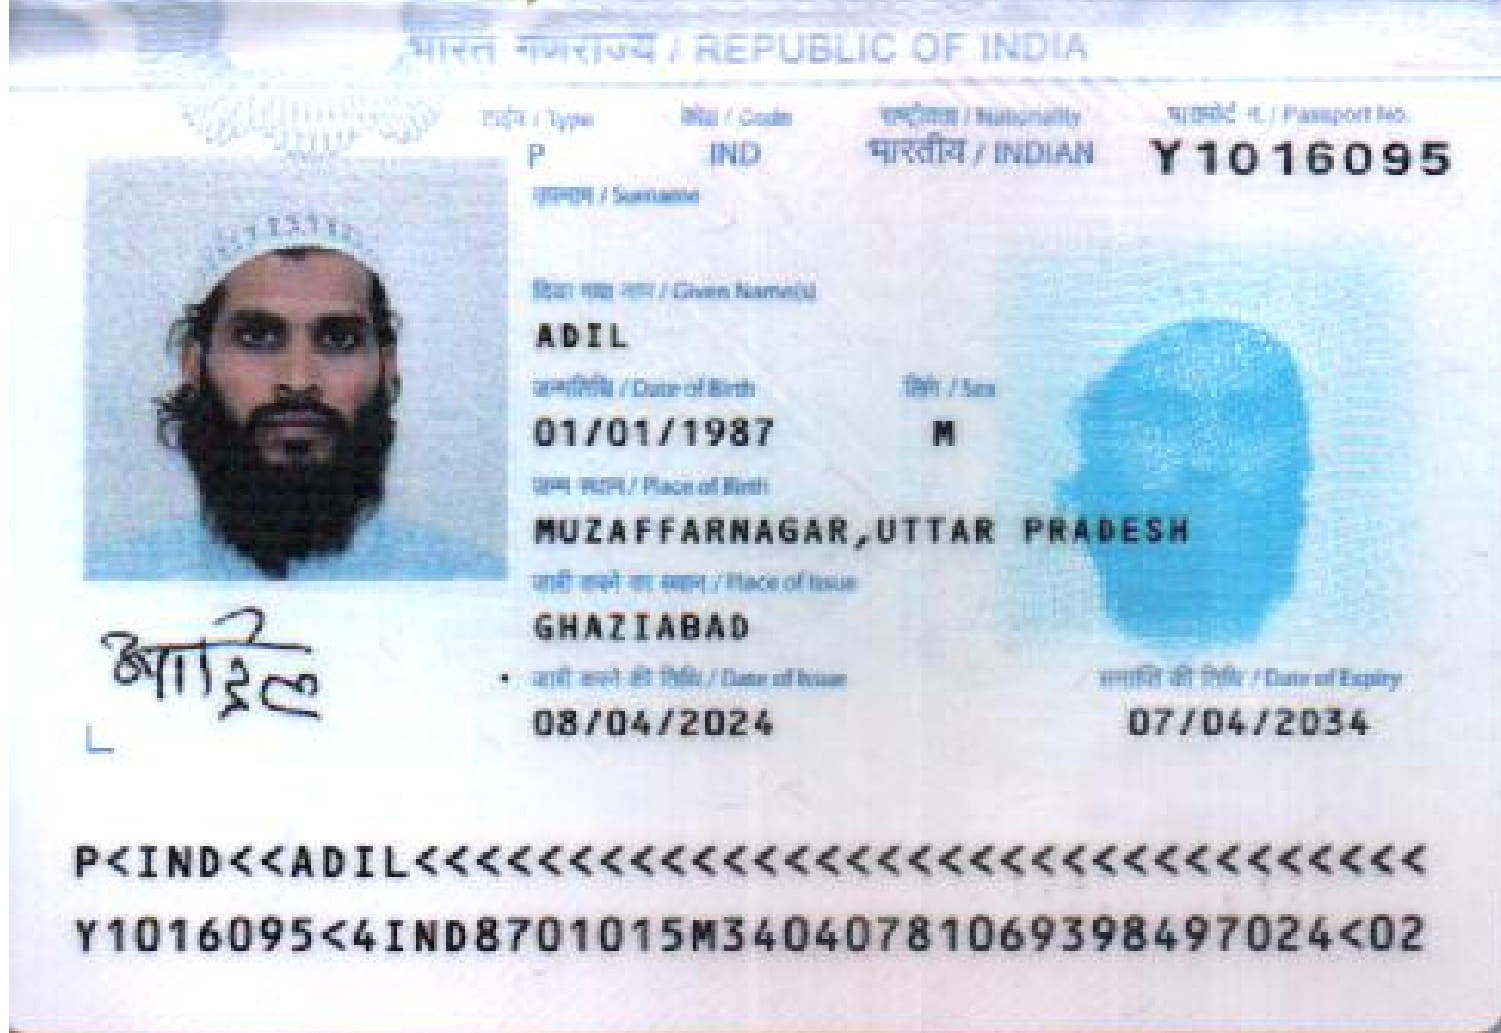 भारत गणराज्य / REPUBLIC OF INDIA
टाईप / Type कोड / Code राष्ट्रीयता / Nationality पासपोर्ट न. / Passport No.
P IND भारतीय / INDIAN Y1016095
उपनाम / Surname
दिया गया नाम / Given Name(s)
ADIL
जन्मतिथि / Date of Birth लिंग / Sex
01/01/1987 M
जन्म स्थान / Place of Birth
MUZAFFARNAGAR,UTTAR PRADESH
जारी करने का स्थान / Place of Issue
GHAZIABAD
आदिल
जारी करने की तिथि / Date of Issue समाप्ति की तिथि / Date of Expiry
08/04/2024 07/04/2034
P<IND<<ADIL<<<<<<<<<<<<<<<<<<<<<<<<<<<<<<<<<
Y1016095<4IND8701015M3404078106939849​7024<02